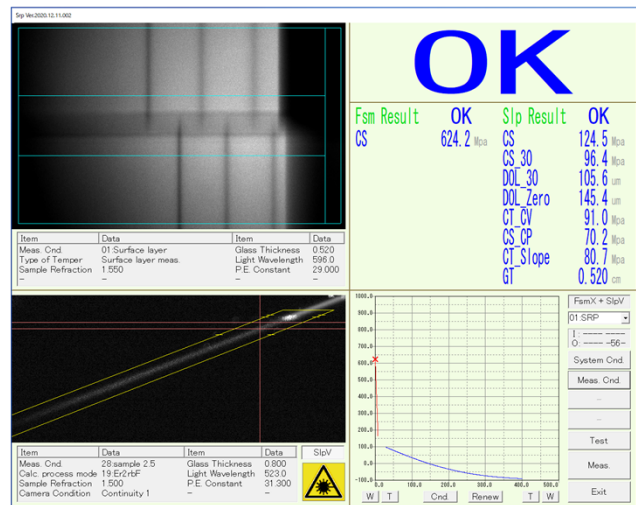 Srp Ver.2020.12.11.002
OK
Fsm Result OK Slp Result OK
CS 624.2 Mpa CS 124.5 Mpa
CS_30 96.4 Mpa
DOL_30 105.6 um
DOL_Zero 145.4 um
CT_CV 91.0 Mpa
CS_CP 70.2 Mpa
CT_Slope 80.7 Mpa
GT 0.520 cm
Item Data Item Data
Meas. Cnd. 01:Surface layer Glass Thickness 0.520
Type of Temper Surface layer meas. Light Wavelength 596.0
Sample Refraction 1.550 P.E. Constant 29.000
- - - -
1000.0
900.0
800.0
700.0
600.0
500.0
400.0
300.0
200.0
100.0
0.0
-100.0
0.0 100.0 200.0 300.0 400.0 500.0
W T Cnd. Renew T W
FsmX + SlpV
01:SRP
I: ---- ----
O: ---- -56-
System Cnd.
Meas. Cnd.
-
-
Test
Meas.
Exit
Item Data Item Data SlpV
Meas. Cnd. 28:sample 2.5 Glass Thickness 0.800
Calc. process mode 19:Er2rbF Light Wavelength 523.0
Sample Refraction 1.500 P.E. Constant 31.300
Camera Condition Continuity 1 - -